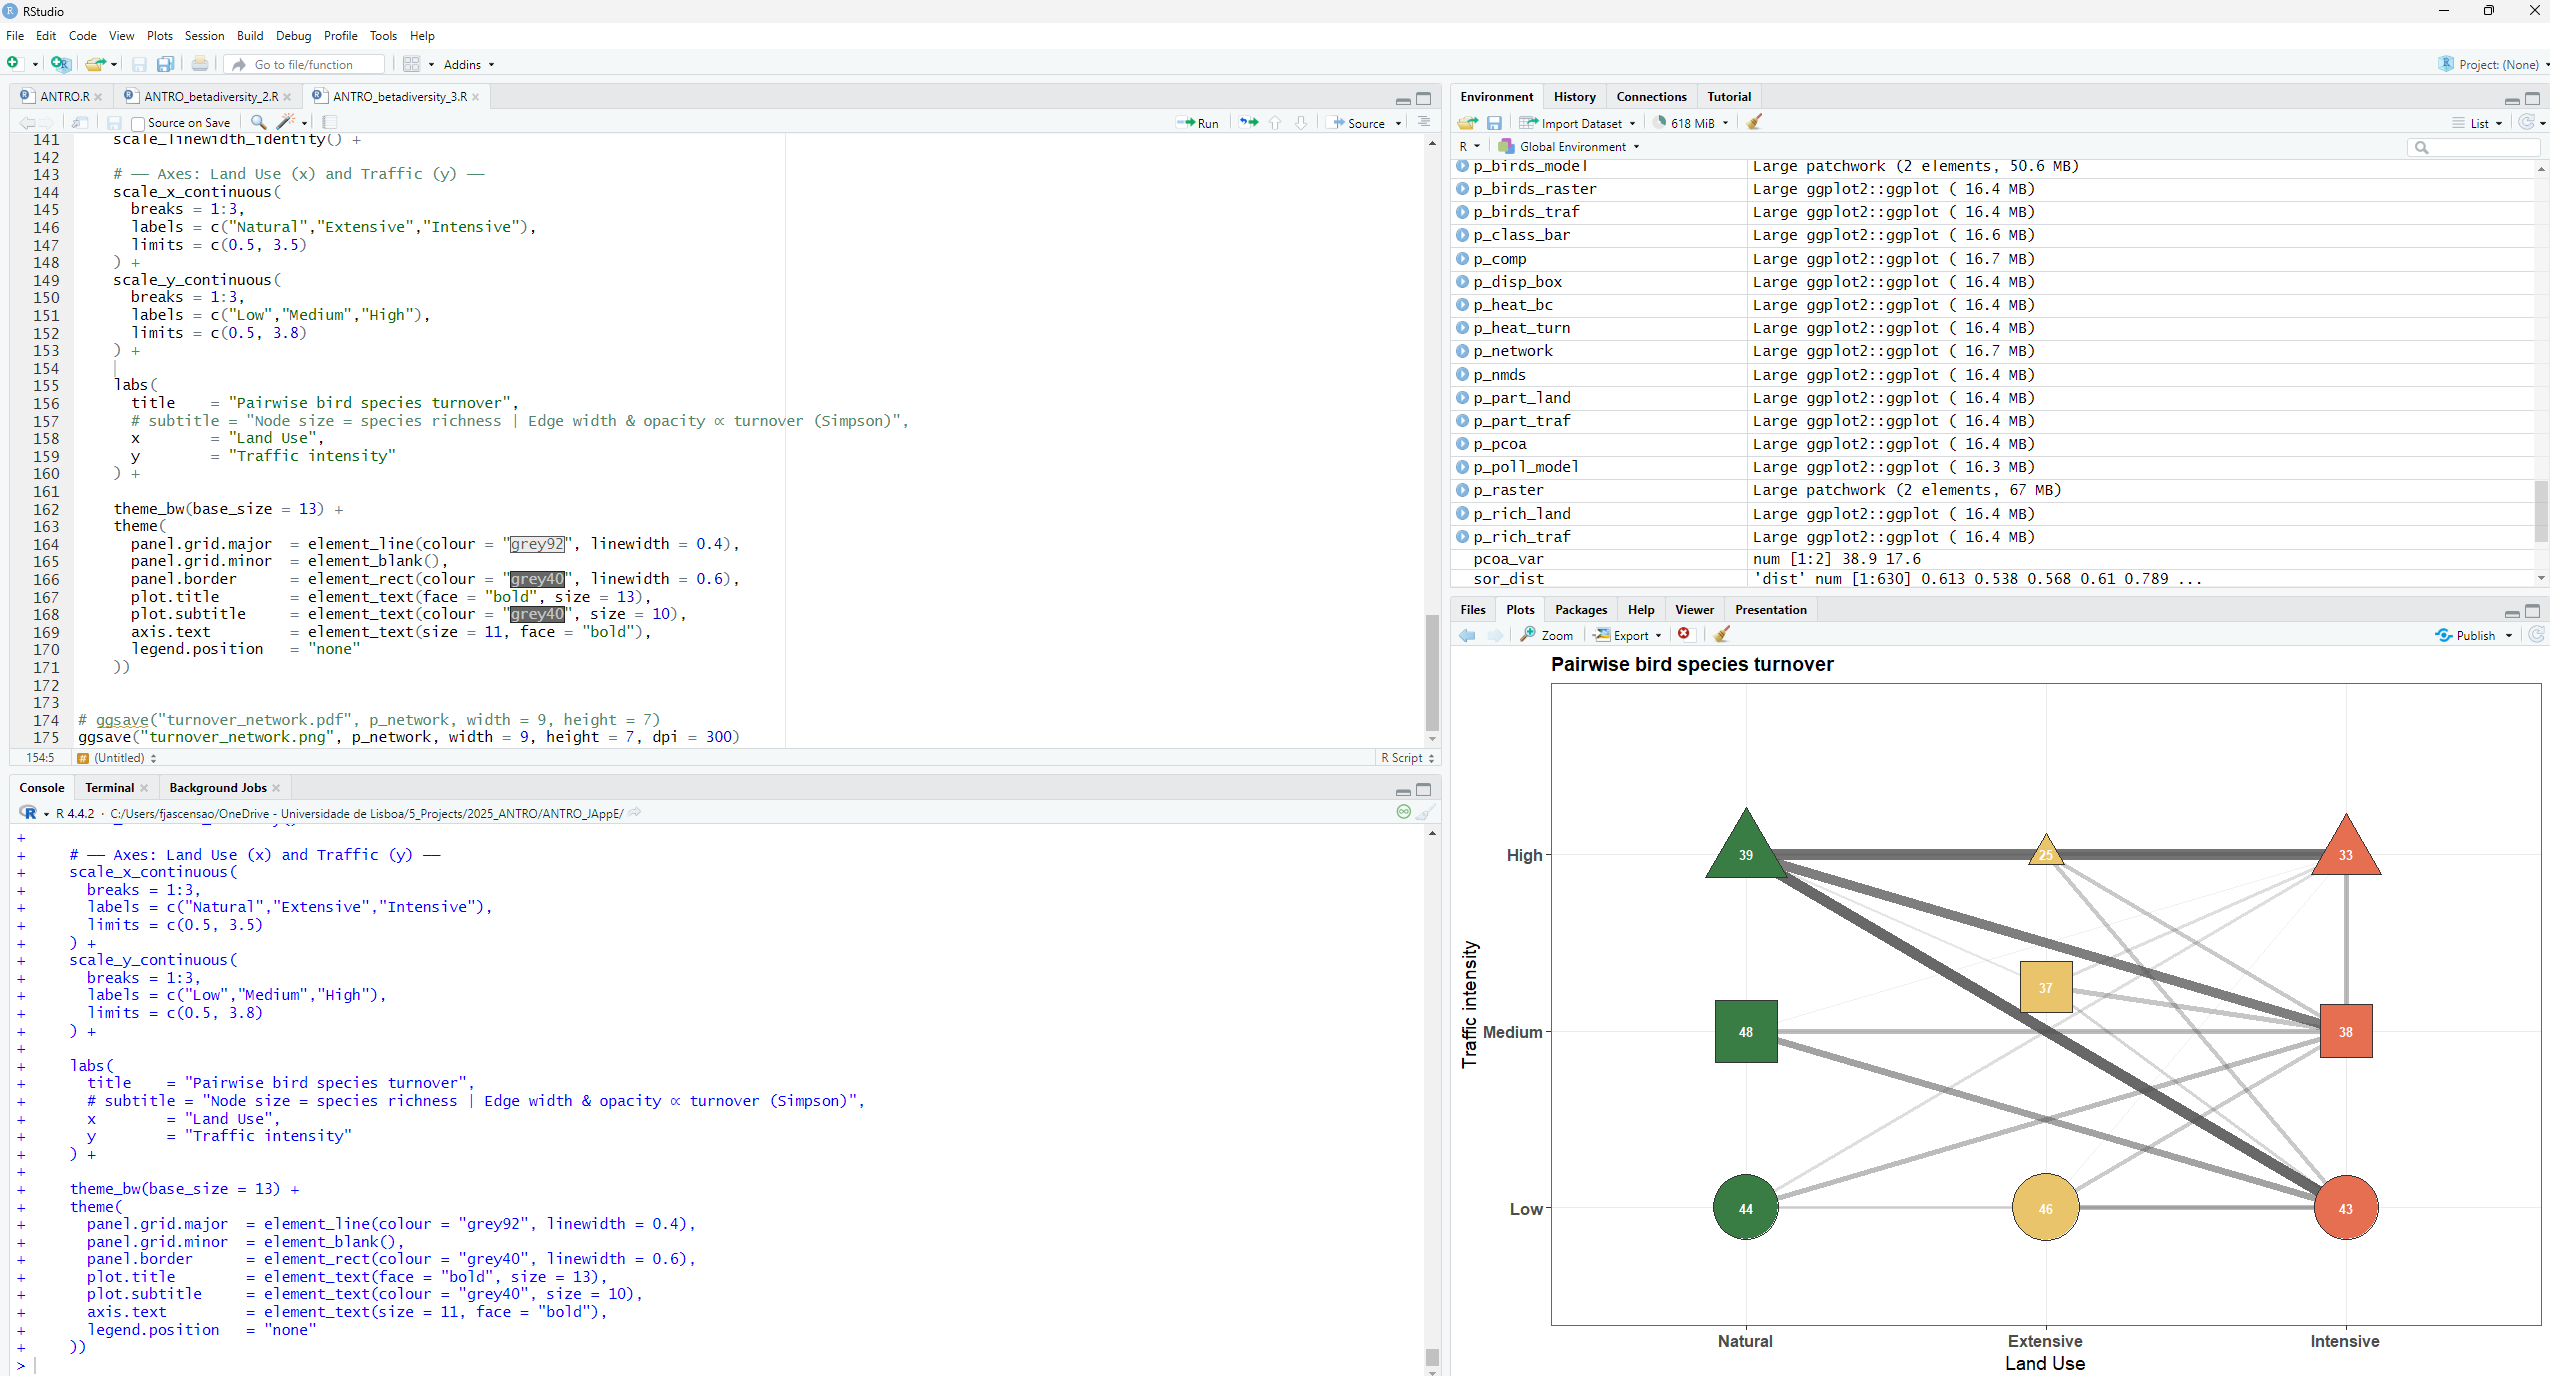 RStudio
File Edit Code View Plots Session Build Debug Profile Tools Help
Go to file/function Addins Project: (None)
ANTRO.R ANTRO_betadiversity_2.R ANTRO_betadiversity_3.R
Source on Save Run Source
141 scale_linewidth_identity() +
142
143 # — Axes: Land Use (x) and Traffic (y) —
144 scale_x_continuous(
145 breaks = 1:3,
146 labels = c("Natural","Extensive","Intensive"),
147 limits = c(0.5, 3.5)
148 ) +
149 scale_y_continuous(
150 breaks = 1:3,
151 labels = c("Low","Medium","High"),
152 limits = c(0.5, 3.8)
153 ) +
154
155 labs(
156 title = "Pairwise bird species turnover",
157 # subtitle = "Node size = species richness | Edge width & opacity ∝ turnover (Simpson)",
158 x = "Land Use",
159 y = "Traffic intensity"
160 ) +
161
162 theme_bw(base_size = 13) +
163 theme(
164 panel.grid.major = element_line(colour = "grey92", linewidth = 0.4),
165 panel.grid.minor = element_blank(),
166 panel.border = element_rect(colour = "grey40", linewidth = 0.6),
167 plot.title = element_text(face = "bold", size = 13),
168 plot.subtitle = element_text(colour = "grey40", size = 10),
169 axis.text = element_text(size = 11, face = "bold"),
170 legend.position = "none"
171 ))
172
173
174 # ggsave("turnover_network.pdf", p_network, width = 9, height = 7)
175 ggsave("turnover_network.png", p_network, width = 9, height = 7, dpi = 300)
154:5 (Untitled) R Script
Console Terminal Background Jobs
R 4.4.2 · C:/Users/fjascensao/OneDrive - Universidade de Lisboa/5_Projects/2025_ANTRO/ANTRO_JAppE/
+
+ # — Axes: Land Use (x) and Traffic (y) —
+ scale_x_continuous(
+ breaks = 1:3,
+ labels = c("Natural","Extensive","Intensive"),
+ limits = c(0.5, 3.5)
+ ) +
+ scale_y_continuous(
+ breaks = 1:3,
+ labels = c("Low","Medium","High"),
+ limits = c(0.5, 3.8)
+ ) +
+
+ labs(
+ title = "Pairwise bird species turnover",
+ # subtitle = "Node size = species richness | Edge width & opacity ∝ turnover (Simpson)",
+ x = "Land Use",
+ y = "Traffic intensity"
+ ) +
+
+ theme_bw(base_size = 13) +
+ theme(
+ panel.grid.major = element_line(colour = "grey92", linewidth = 0.4),
+ panel.grid.minor = element_blank(),
+ panel.border = element_rect(colour = "grey40", linewidth = 0.6),
+ plot.title = element_text(face = "bold", size = 13),
+ plot.subtitle = element_text(colour = "grey40", size = 10),
+ axis.text = element_text(size = 11, face = "bold"),
+ legend.position = "none"
+ ))
>
Environment History Connections Tutorial
Import Dataset 618 MiB List
R Global Environment
p_birds_model Large patchwork (2 elements, 50.6 MB)
p_birds_raster Large ggplot2::ggplot ( 16.4 MB)
p_birds_traf Large ggplot2::ggplot ( 16.4 MB)
p_class_bar Large ggplot2::ggplot ( 16.6 MB)
p_comp Large ggplot2::ggplot ( 16.7 MB)
p_disp_box Large ggplot2::ggplot ( 16.4 MB)
p_heat_bc Large ggplot2::ggplot ( 16.4 MB)
p_heat_turn Large ggplot2::ggplot ( 16.4 MB)
p_network Large ggplot2::ggplot ( 16.7 MB)
p_nmds Large ggplot2::ggplot ( 16.4 MB)
p_part_land Large ggplot2::ggplot ( 16.4 MB)
p_part_traf Large ggplot2::ggplot ( 16.4 MB)
p_pcoa Large ggplot2::ggplot ( 16.4 MB)
p_poll_model Large ggplot2::ggplot ( 16.3 MB)
p_raster Large patchwork (2 elements, 67 MB)
p_rich_land Large ggplot2::ggplot ( 16.4 MB)
p_rich_traf Large ggplot2::ggplot ( 16.4 MB)
pcoa_var num [1:2] 38.9 17.6
sor_dist 'dist' num [1:630] 0.613 0.538 0.568 0.61 0.789 ...
Files Plots Packages Help Viewer Presentation
Zoom Export Publish
Pairwise bird species turnover
Traffic intensity
High 39 25 33
37
Medium 48 38
Low 44 46 43
Natural Extensive Intensive
Land Use